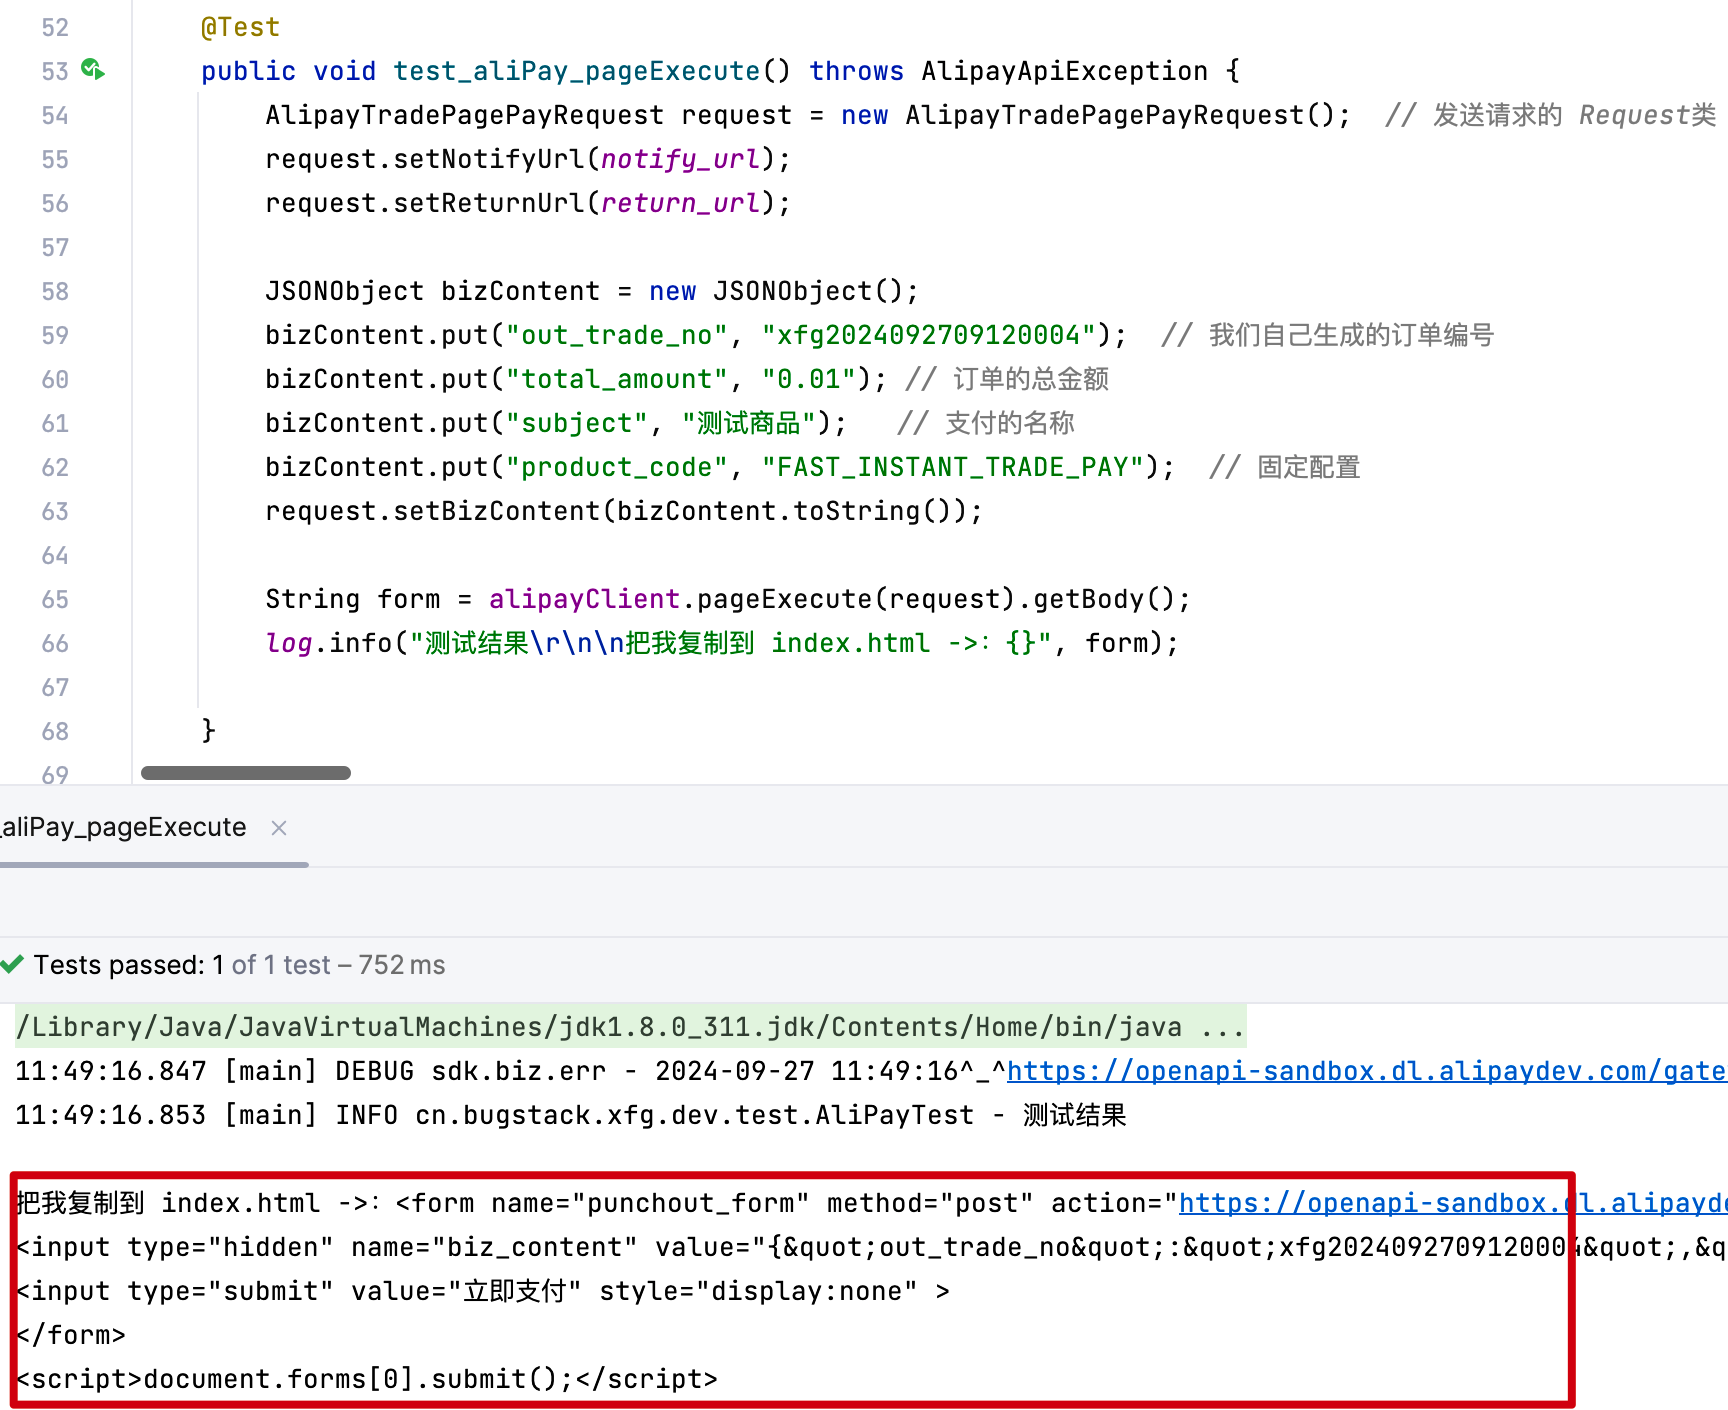 52 @Test
53 public void test_aliPay_pageExecute() throws AlipayApiException {
54 AlipayTradePagePayRequest request = new AlipayTradePagePayRequest();  // 发送请求的 Request类
55 request.setNotifyUrl(notify_url);
56 request.setReturnUrl(return_url);
57
58 JSONObject bizContent = new JSONObject();
59 bizContent.put("out_trade_no", "xfg2024092709120004");  // 我们自己生成的订单编号
60 bizContent.put("total_amount", "0.01"); // 订单的总金额
61 bizContent.put("subject", "测试商品");   // 支付的名称
62 bizContent.put("product_code", "FAST_INSTANT_TRADE_PAY");  // 固定配置
63 request.setBizContent(bizContent.toString());
64
65 String form = alipayClient.pageExecute(request).getBody();
66 log.info("测试结果\r\n\n把我复制到 index.html ->：{}", form);
67
68 }
69
_aliPay_pageExecute ×
Tests passed: 1 of 1 test – 752 ms
/Library/Java/JavaVirtualMachines/jdk1.8.0_311.jdk/Contents/Home/bin/java ...
11:49:16.847 [main] DEBUG sdk.biz.err - 2024-09-27 11:49:16^_^https://openapi-sandbox.dl.alipaydev.com/gate
11:49:16.853 [main] INFO cn.bugstack.xfg.dev.test.AliPayTest - 测试结果
把我复制到 index.html ->：<form name="punchout_form" method="post" action="https://openapi-sandbox.dl.alipayde
<input type="hidden" name="biz_content" value="{&quot;out_trade_no&quot;:&quot;xfg2024092709120004&quot;,&q
<input type="submit" value="立即支付" style="display:none" >
</form>
<script>document.forms[0].submit();</script>